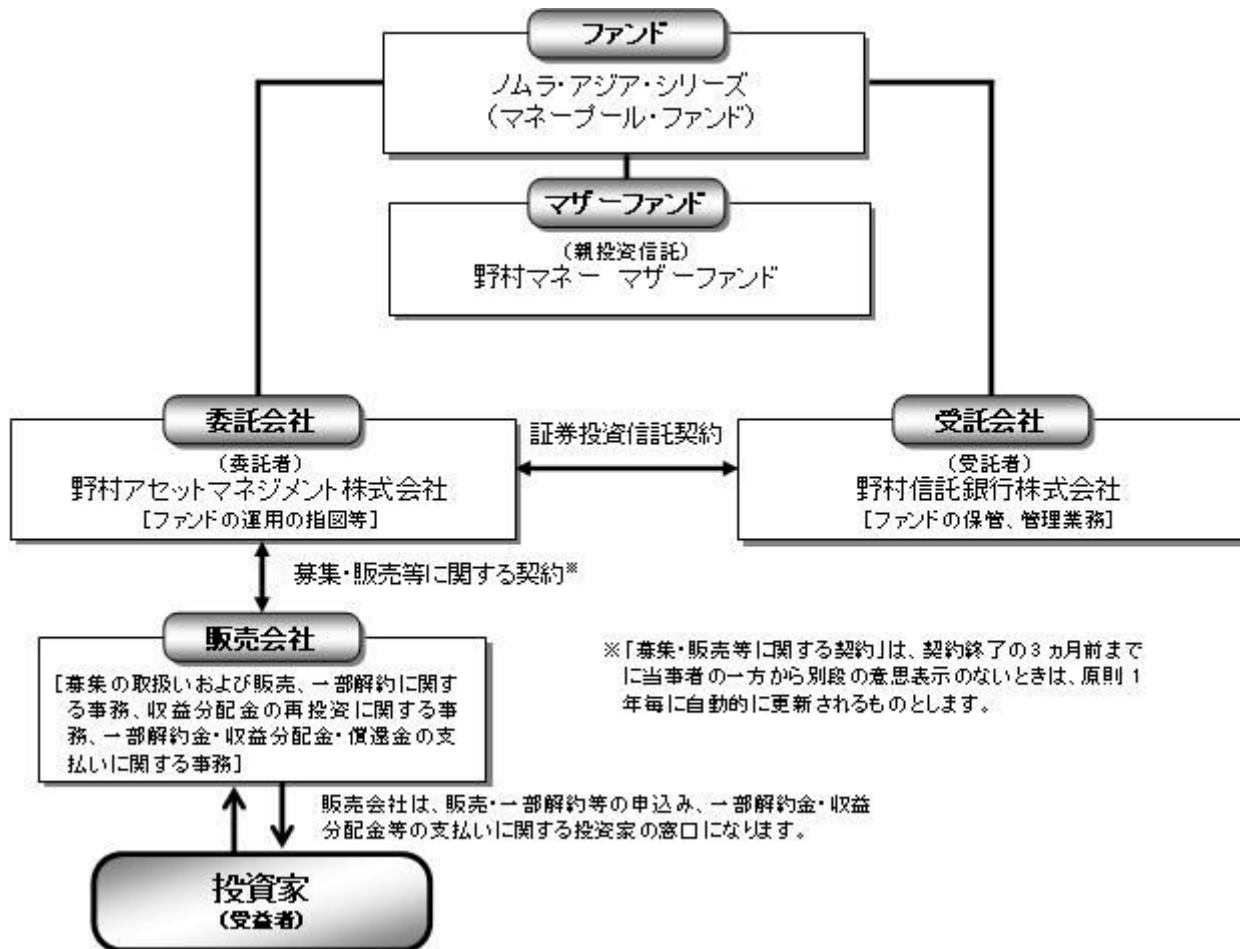 ファンド
ノムラ・アジア・シリーズ
（マネープール・ファンド）
マザーファンド
（親投資信託）
野村マネー マザーファンド
委託会社
（委託者）
野村アセットマネジメント株式会社
［ファンドの運用の指図等］
証券投資信託契約
受託会社
（受託者）
野村信託銀行株式会社
［ファンドの保管、管理業務］
募集・販売等に関する契約※
販売会社
［募集の取扱いおよび販売、一部解約に関す
る事務、収益分配金の再投資に関する事
務、一部解約金・収益分配金・償還金の支
払いに関する事務］
※「募集・販売等に関する契約」は、契約終了の3ヵ月前まで
に当事者の一方から別段の意思表示のないときは、原則1
年毎に自動的に更新されるものとします。
販売会社は、販売・一部解約等の申込み、一部解約金・収益
分配金等の支払いに関する投資家の窓口になります。
投資家
（受益者）